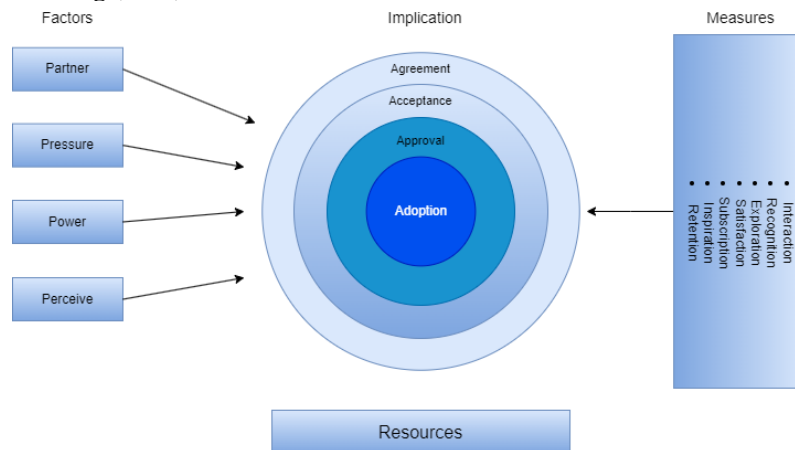 Factors
Implication
Measures
Partner
Pressure
Power
Perceive
Agreement
Acceptance
Approval
Adoption
• Interaction
• Recognition
• Exploration
• Satisfaction
• Subscription
• Inspiration
• Retention
Resources